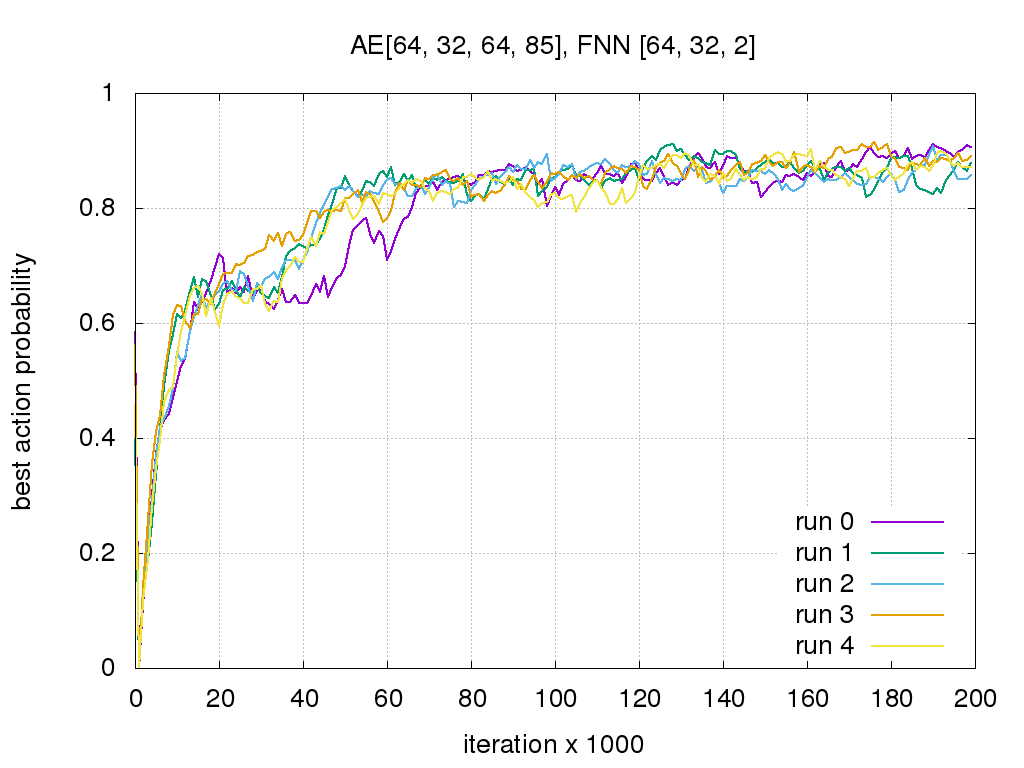 AE[64, 32, 64, 85], FNN [64, 32, 2]
1
0.8
0.6
0.4
0.2
0
best action probability
run 0
run 1
run 2
run 3
run 4
0 20 40 60 80 100 120 140 160 180 200
iteration x 1000